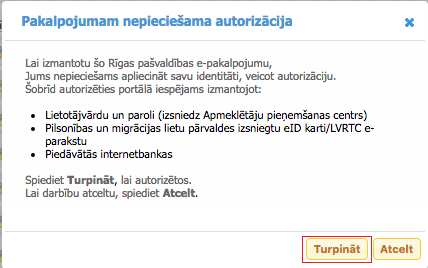 Pakalpojumam nepieciešama autorizācija
Lai izmantotu šo Rīgas pašvaldības e-pakalpojumu,
Jums nepieciešams apliecināt savu identitāti, veicot autorizāciju.
Šobrīd autorizēties portālā iespējams izmantojot:
• Lietotājvārdu un paroli (izsniedz Apmeklētāju pieņemšanas centrs)
• Pilsonības un migrācijas lietu pārvaldes izsniegtu eID karti/LVRTC e-
parakstu
• Piedāvātās internetbankas
Spiediet Turpināt, lai autorizētos.
Lai darbību atceltu, spiediet Atcelt.
Turpināt Atcelt